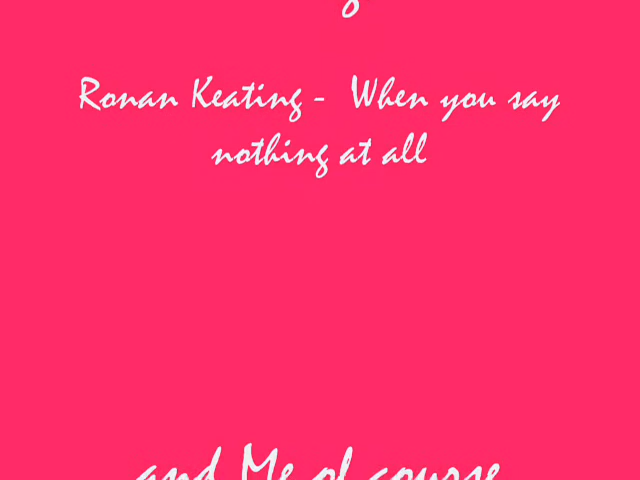 Ronan Keating - When you say
nothing at all
and Me of course